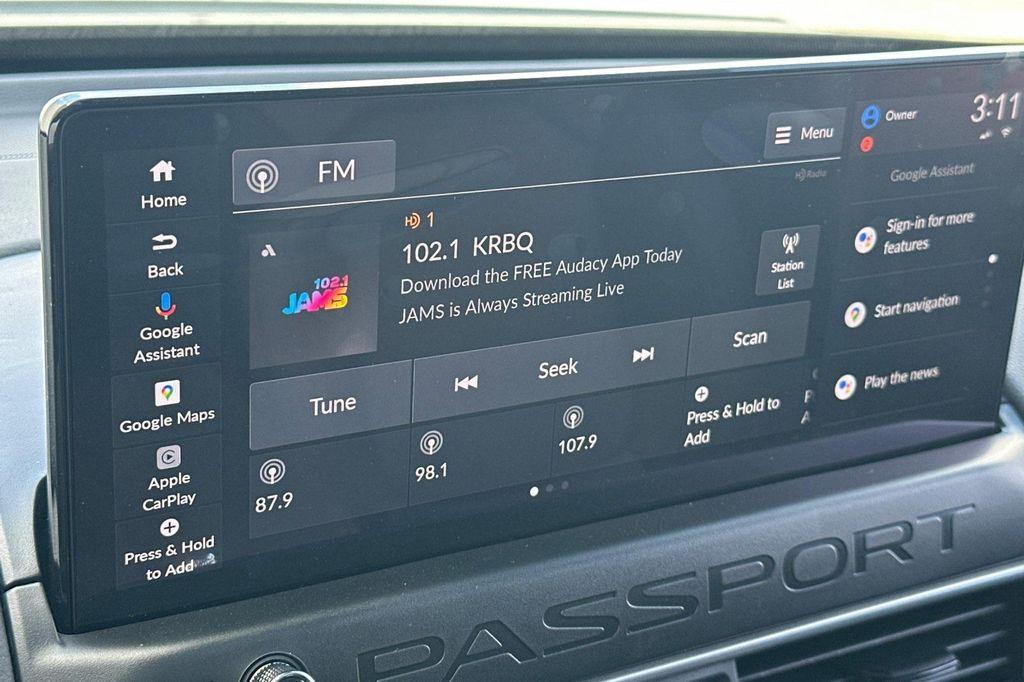 Home
Back
Google
Assistant
Google Maps
Apple
CarPlay
Press & Hold
to Add
FM
Menu
HD Radio
HD 1
102.1 KRBQ
Download the FREE Audacy App Today
JAMS is Always Streaming Live
102.1
JAMS
Station
List
Tune
Seek
Scan
87.9
98.1
107.9
Press & Hold to
Add
P
A
Owner
2
3:11
Google Assistant
Sign-in for more
features
Start navigation
Play the news
PASSPORT